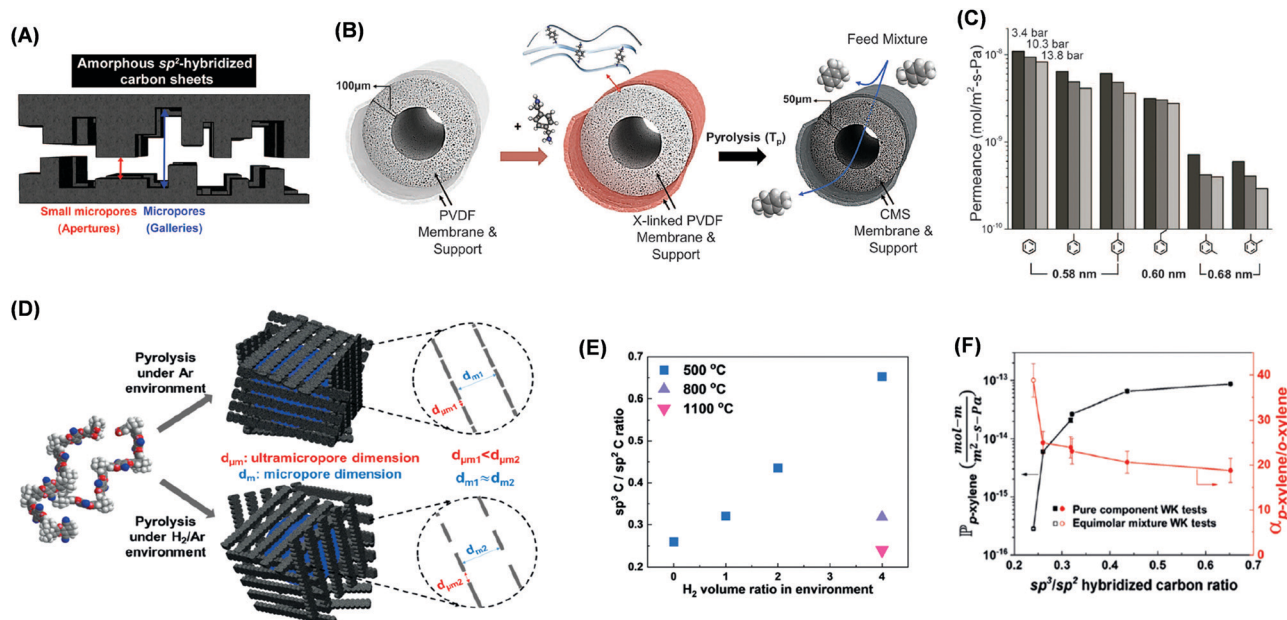 (A)
Amorphous sp²-hybridized
carbon sheets
Small micropores
(Apertures)
Micropores
(Galleries)
(B)
100μm
PVDF
Membrane &
Support
+
X-linked PVDF
Membrane &
Support
Pyrolysis (Tp)
Feed Mixture
50μm
CMS
Membrane &
Support
(C)
Permeance (mol/m²-s-Pa)
10⁻⁸
10⁻⁹
10⁻¹⁰
3.4 bar
10.3 bar
13.8 bar
0.58 nm
0.60 nm
0.68 nm
(D)
Pyrolysis
under Ar
environment
Pyrolysis
under H₂/Ar
environment
dμm: ultramicropore dimension
dm: micropore dimension
dμm1<dμm2
dm1≈dm2
dm1
dμm1
dm2
dμm2
(E)
sp³ C / sp² C ratio
0.7
0.6
0.5
0.4
0.3
0.2
500 °C
800 °C
1100 °C
0 1 2 3 4
H₂ volume ratio in environment
(F)
ℙ p-xylene (mol-m/m²-s-Pa)
10⁻¹³
10⁻¹⁴
10⁻¹⁵
10⁻¹⁶
40
30
20
10
0
α p-xylene/o-xylene
Pure component WK tests
Equimolar mixture WK tests
0.2 0.3 0.4 0.5 0.6 0.7
sp³/sp² hybridized carbon ratio